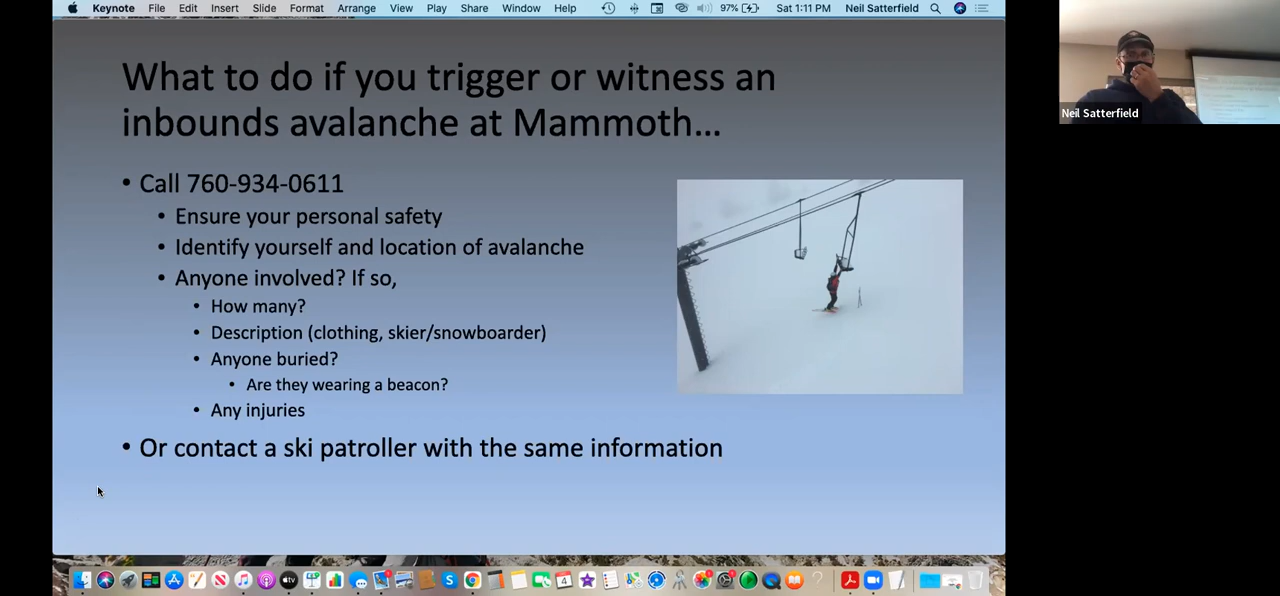 Keynote File Edit Insert Slide Format Arrange View Play Share Window Help 97% Sat 1:11 PM Neil Satterfield
What to do if you trigger or witness an
inbounds avalanche at Mammoth...
• Call 760-934-0611
• Ensure your personal safety
• Identify yourself and location of avalanche
• Anyone involved? If so,
• How many?
• Description (clothing, skier/snowboarder)
• Anyone buried?
• Are they wearing a beacon?
• Any injuries
• Or contact a ski patroller with the same information
Neil Satterfield